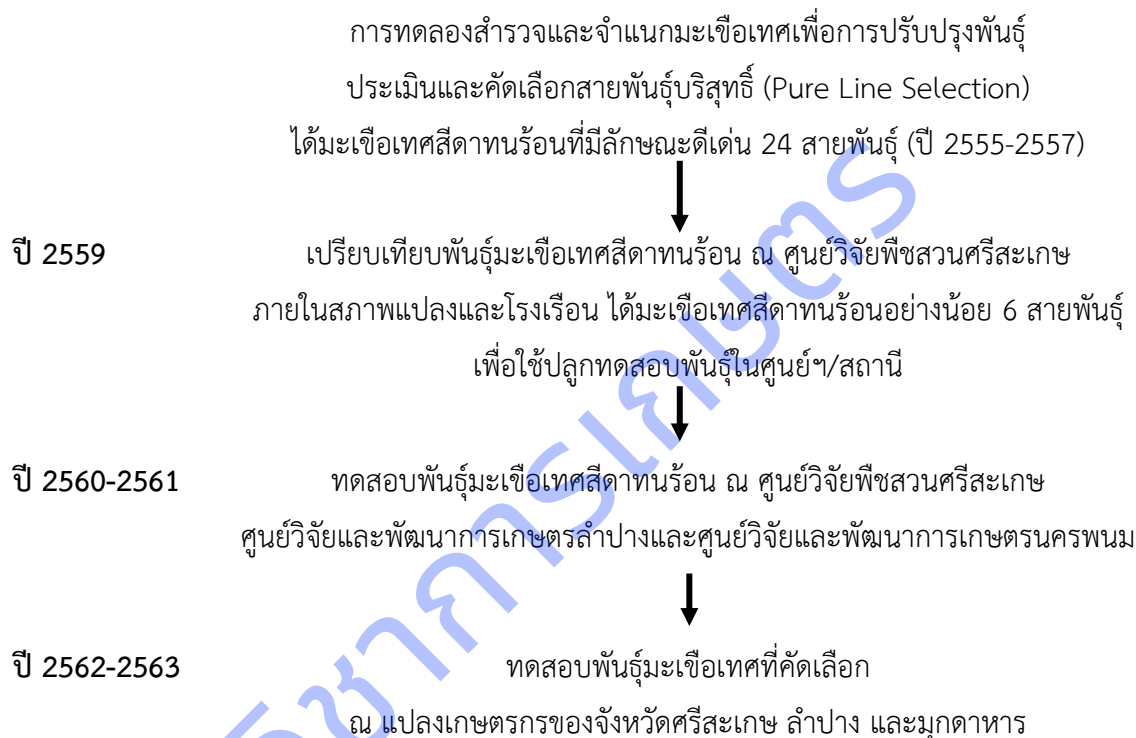 การทดลองสำรวจและจำแนกมะเขือเทศเพื่อการปรับปรุงพันธุ์
ประเมินและคัดเลือกสายพันธุ์บริสุทธิ์ (Pure Line Selection)
ได้มะเขือเทศสีดาทนร้อนที่มีลักษณะดีเด่น 24 สายพันธุ์ (ปี 2555-2557)
ปี 2559 เปรียบเทียบพันธุ์มะเขือเทศสีดาทนร้อน ณ ศูนย์วิจัยพืชสวนศรีสะเกษ
ภายในสภาพแปลงและโรงเรือน ได้มะเขือเทศสีดาทนร้อนอย่างน้อย 6 สายพันธุ์
เพื่อใช้ปลูกทดสอบพันธุ์ในศูนย์ฯ/สถานี
ปี 2560-2561 ทดสอบพันธุ์มะเขือเทศสีดาทนร้อน ณ ศูนย์วิจัยพืชสวนศรีสะเกษ
ศูนย์วิจัยและพัฒนาการเกษตรลำปางและศูนย์วิจัยและพัฒนาการเกษตรนครพนม
ปี 2562-2563 ทดสอบพันธุ์มะเขือเทศที่คัดเลือก
ณ แปลงเกษตรกรของจังหวัดศรีสะเกษ ลำปาง และมุกดาหาร
วิชาการเกษตร